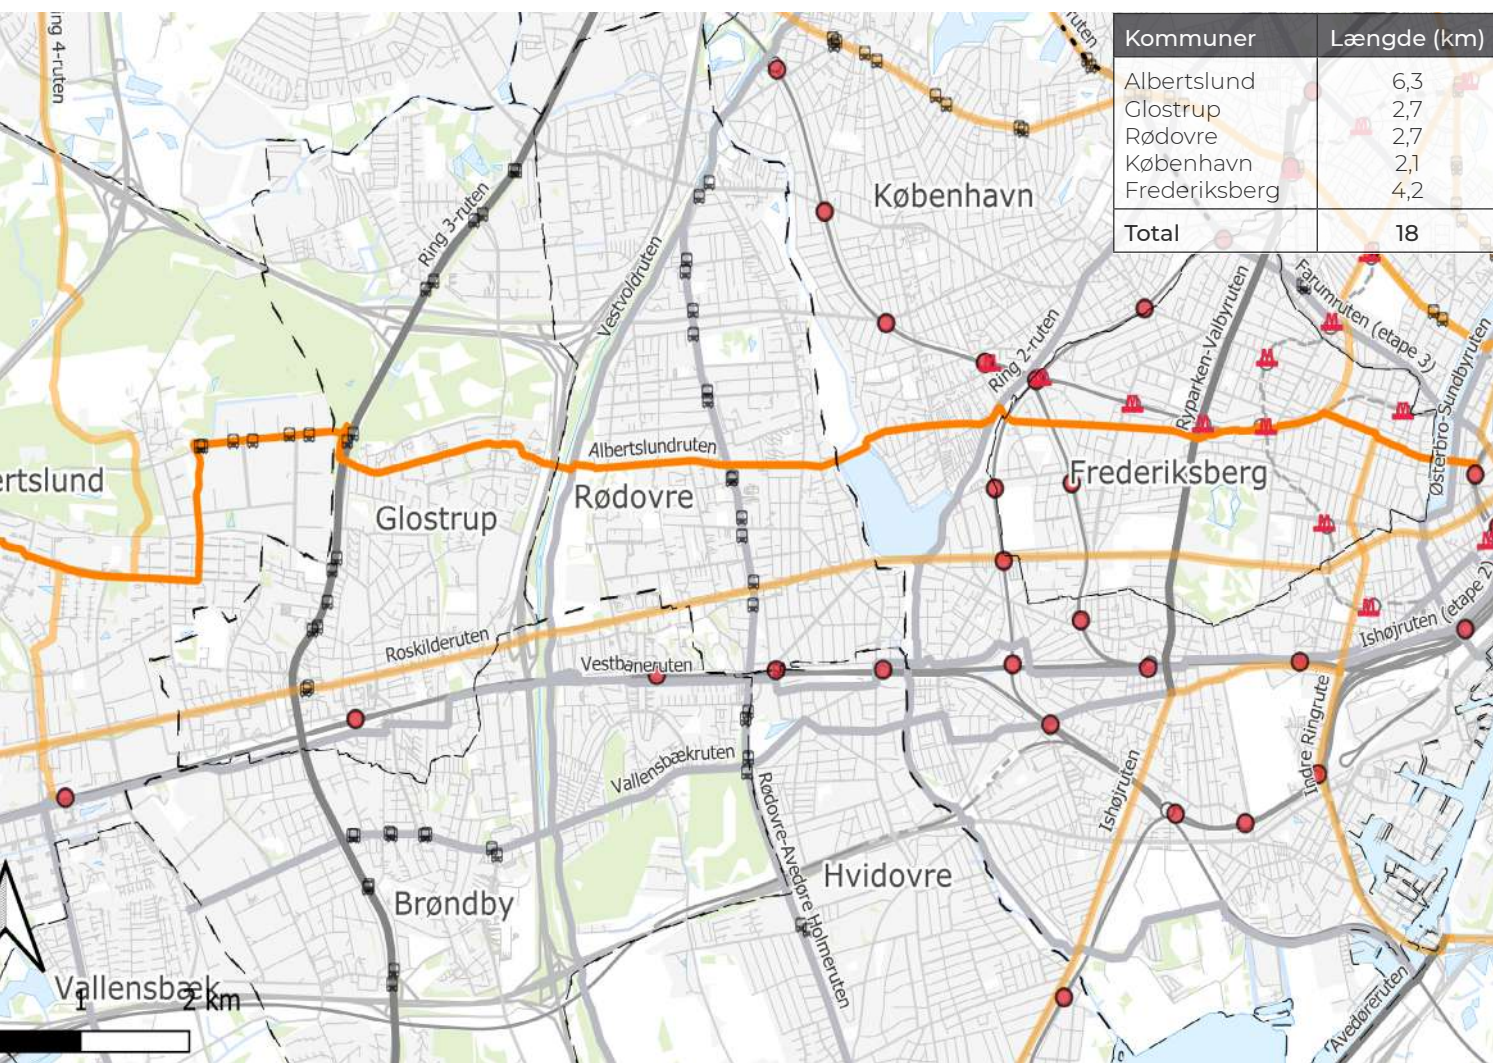 Kommuner Længde (km)
Albertslund 6,3
Glostrup 2,7
Rødovre 2,7
København 2,1
Frederiksberg 4,2
Total 18
ng 4-ruten
ruten
København
Ring 3-ruten
Vestvoldruten
Ring 2-ruten
Ryparken-Valbyruten
Farumruten (etape 3)
Østerbro-Sundbyruten
Albertslundruten
ertslund
Rødovre
Frederiksberg
Glostrup
Roskilderuten
Vestbaneruten
Ishøjruten (etape 2)
Vallensbækruten
Indre Ringrute
Ishøjruten
Rødovre-Avedøre Holmeruten
Hvidovre
Brøndby
Vallensbæk
1 2 km
Avedøreruten